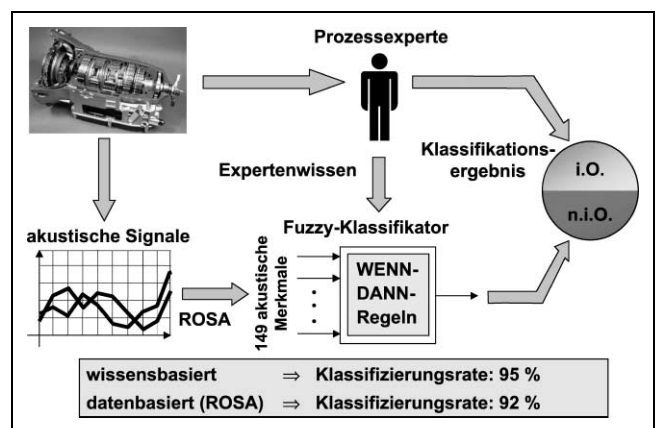 Prozessexperte
Expertenwissen
Klassifikations-
ergebnis
i.O.
n.i.O.
akustische Signale
Fuzzy-Klassifikator
ROSA
149 akustische
Merkmale
WENN-
DANN-
Regeln
wissensbasiert ⇒ Klassifizierungsrate: 95 %
datenbasiert (ROSA) ⇒ Klassifizierungsrate: 92 %